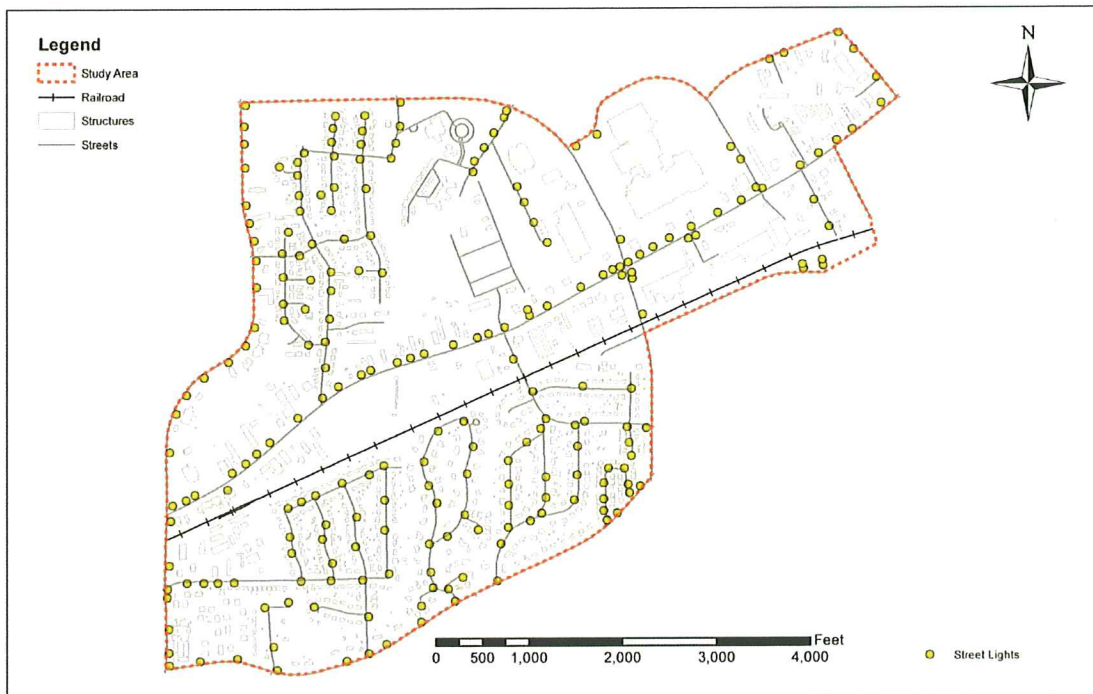 Legend
Study Area
Railroad
Structures
Streets
N
Feet
0 500 1,000 2,000 3,000 4,000
Street Lights